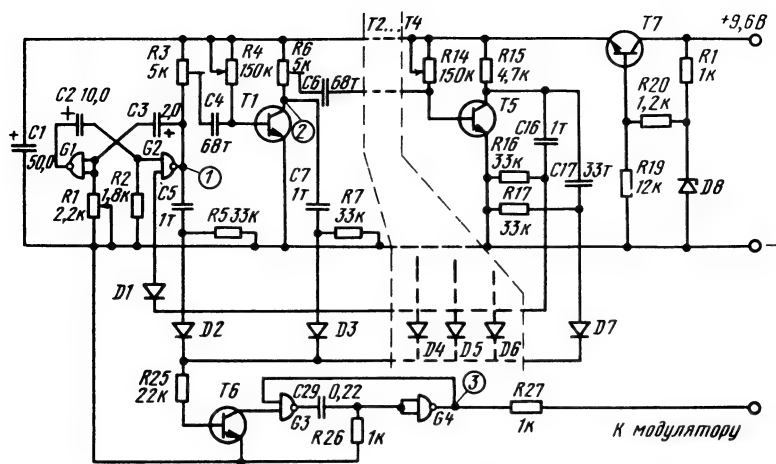 T2... T4 T7 +9,6В
R3 5к R4 150к R6 5к R14 150к R15 4,7к R1 1к
C2 10,0 C3 2,0 C4 68т T1 C6 68т T5 R20 1,2к
+ C1 50,0 + + G1 G2 1 2 C16 1т
R1 2,2к R2 1,8к C5 1т C7 1т R16 33к C17 33т R19 12к D8
R5 33к R7 33к R17 33к
–
D1 D2 D3 D4 D5 D6 D7
R25 22к T6 C29 0,22 3 R27 1к
G3 R26 1к G4 К модулятору